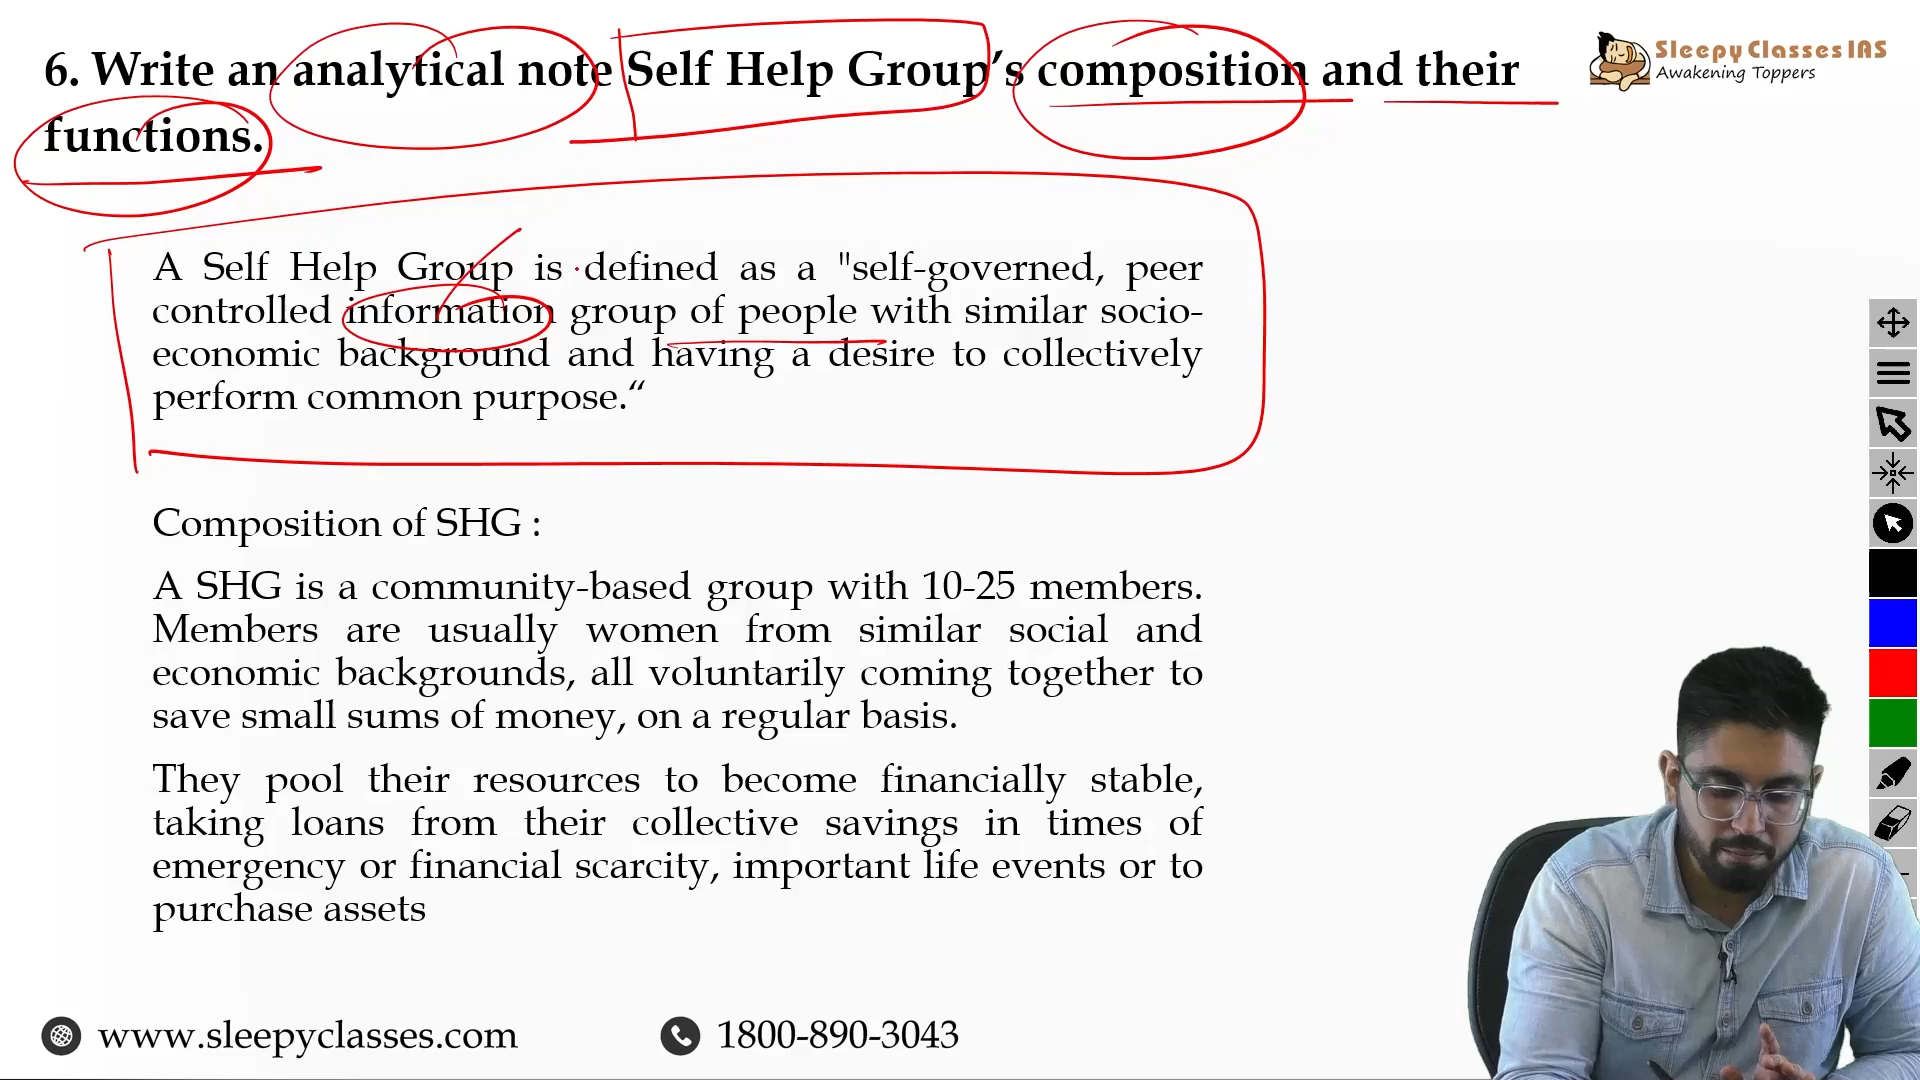 6. Write an analytical note Self Help Group's composition and their
functions.
SleepyClasses IAS
Awakening Toppers
A Self Help Group is defined as a "self-governed, peer
controlled information group of people with similar socio-
economic background and having a desire to collectively
perform common purpose.“
Composition of SHG :
A SHG is a community-based group with 10-25 members.
Members are usually women from similar social and
economic backgrounds, all voluntarily coming together to
save small sums of money, on a regular basis.
They pool their resources to become financially stable,
taking loans from their collective savings in times of
emergency or financial scarcity, important life events or to
purchase assets
www.sleepyclasses.com
1800-890-3043